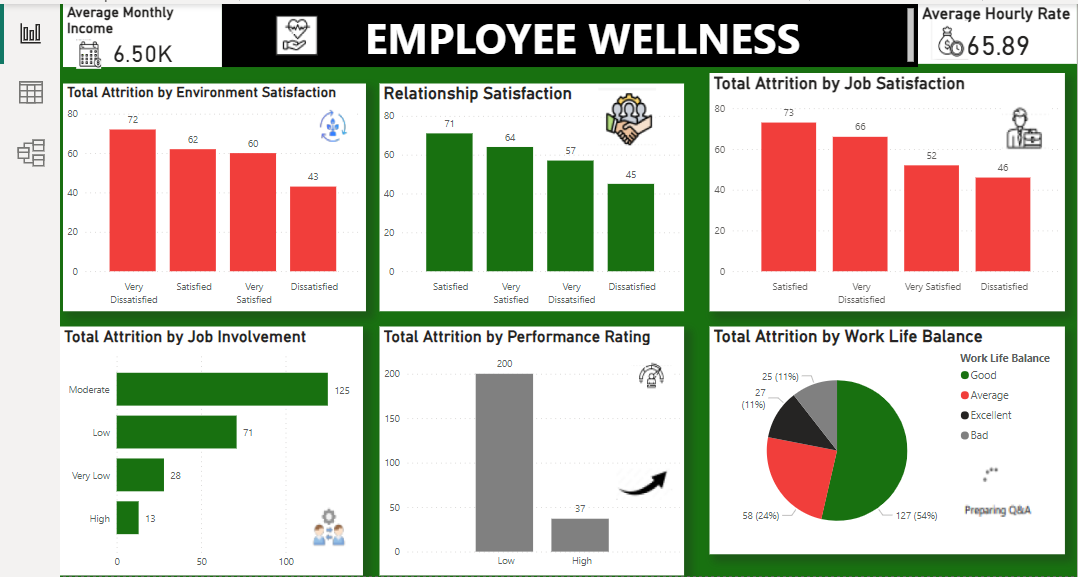 Average Monthly
Income
6.50K
EMPLOYEE WELLNESS
Average Hourly Rate
65.89
Total Attrition by Environment Satisfaction
80
60
40
20
0
72
62
60
43
Very
Dissatisfied
Satisfied
Very
Satisfied
Dissatisfied
Relationship Satisfaction
80
60
40
20
0
71
64
57
45
Satisfied
Very
Satisfied
Very
Dissatisfied
Dissatisfied
Total Attrition by Job Satisfaction
80
60
40
20
0
73
66
52
46
Satisfied
Very
Dissatisfied
Very Satisfied
Dissatisfied
Total Attrition by Job Involvement
Moderate
125
Low
71
Very Low
28
High
13
0
50
100
Total Attrition by Performance Rating
200
150
100
50
0
200
37
Low
High
Total Attrition by Work Life Balance
25 (11%)
27
(11%)
58 (24%)
127 (54%)
Work Life Balance
Good
Average
Excellent
Bad
Preparing Q&A